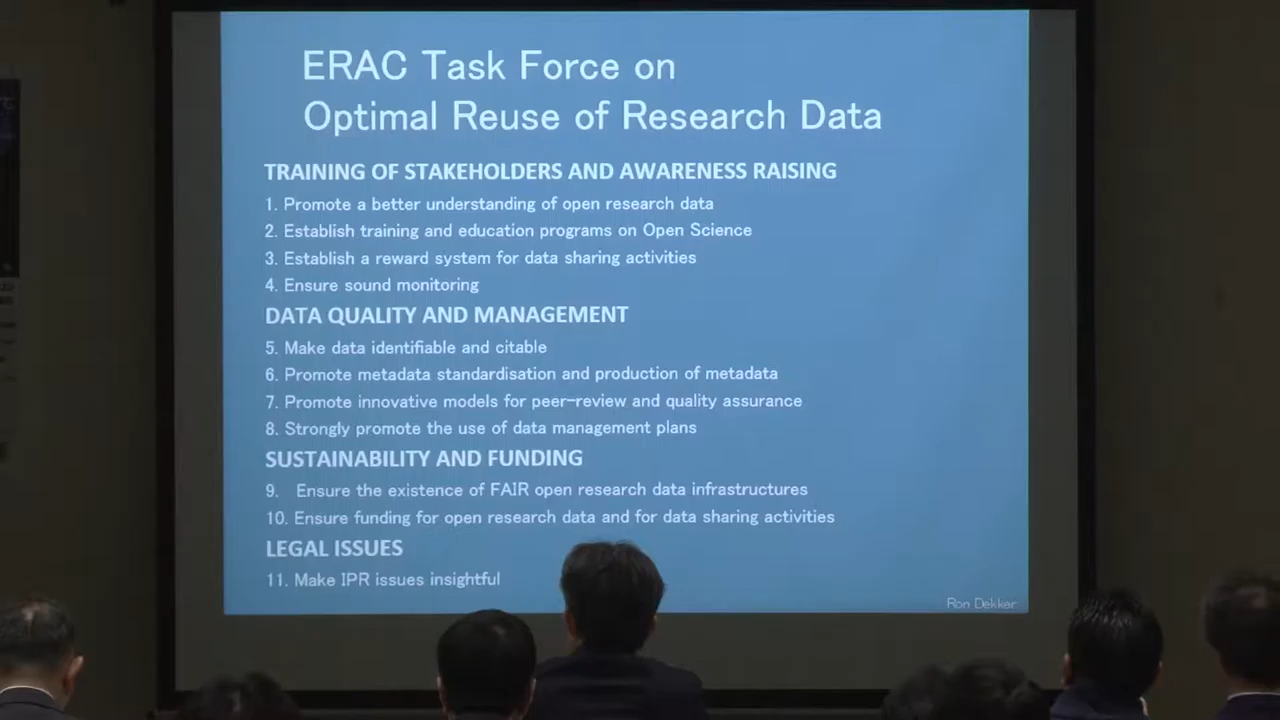 ERAC Task Force on
Optimal Reuse of Research Data
TRAINING OF STAKEHOLDERS AND AWARENESS RAISING
1. Promote a better understanding of open research data
2. Establish training and education programs on Open Science
3. Establish a reward system for data sharing activities
4. Ensure sound monitoring
DATA QUALITY AND MANAGEMENT
5. Make data identifiable and citable
6. Promote metadata standardisation and production of metadata
7. Promote innovative models for peer-review and quality assurance
8. Strongly promote the use of data management plans
SUSTAINABILITY AND FUNDING
9. Ensure the existence of FAIR open research data infrastructures
10. Ensure funding for open research data and for data sharing activities
LEGAL ISSUES
11. Make IPR issues insightful
Ron Dekker